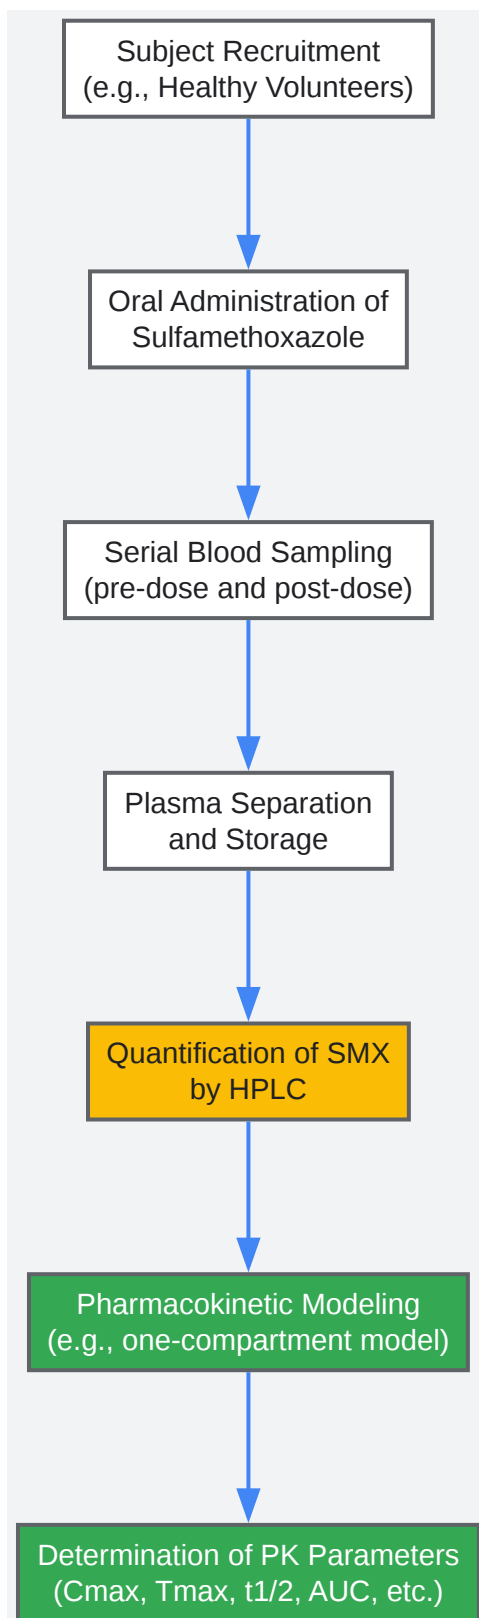 Subject Recruitment
(e.g., Healthy Volunteers)
Oral Administration of
Sulfamethoxazole
Serial Blood Sampling
(pre-dose and post-dose)
Plasma Separation
and Storage
Quantification of SMX
by HPLC
Pharmacokinetic Modeling
(e.g., one-compartment model)
Determination of PK Parameters
(Cmax, Tmax, t1/2, AUC, etc.)